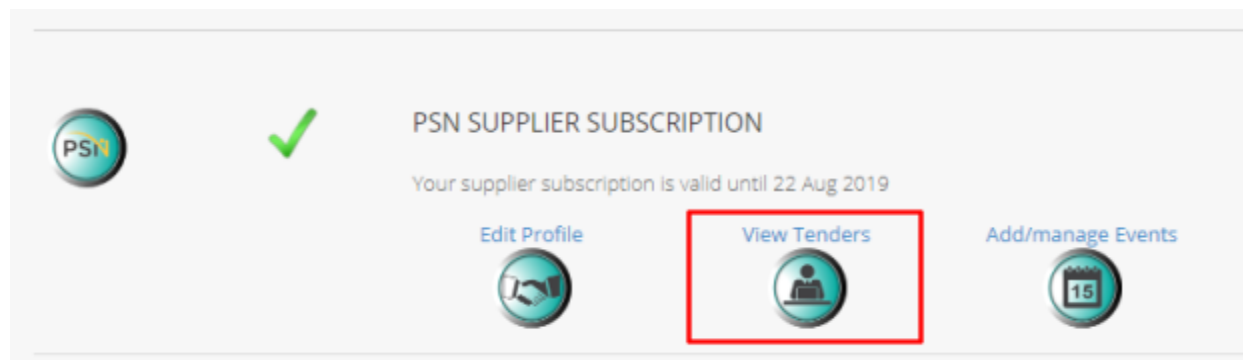 PSN
PSN SUPPLIER SUBSCRIPTION
Your supplier subscription is valid until 22 Aug 2019
Edit Profile
View Tenders
Add/manage Events
15